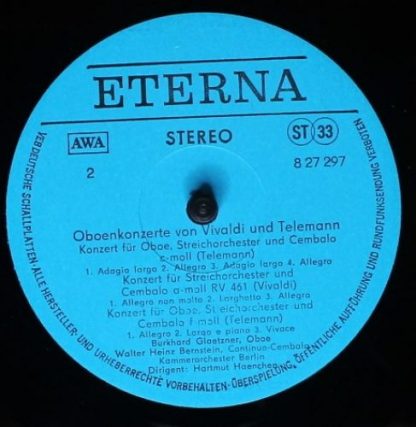 ETERNA
AWA
STEREO
ST 33
2
8 27 297
Oboenkonzerte von Vivaldi und Telemann
Konzert für Oboe, Streichorchester und Cembalo
c-moll (Telemann)
1. Adagio largo 2. Allegro 3. Adagio largo 4. Allegro
Konzert für Streichorchester und
Cembalo a-moll RV 461 (Vivaldi)
1. Allegro non molto 2. Larghetto 3. Allegro
Konzert für Oboe, Streichorchester und
Cembalo f-moll (Telemann)
1. Allegro 2. Largo e piano 3. Vivace
Burkhard Glaetzner, Oboe
Walter Heinz Bernstein, Continuo-Cembalo
Kammerorchester Berlin
Dirigent: Hartmut Haenchen
VEB DEUTSCHE SCHALLPLATTEN · ALLE HERSTELLER- UND URHEBERRECHTE VORBEHALTEN · ÜBERSPIELUNG, ÖFFENTLICHE AUFFÜHRUNG UND RUNDFUNKSENDUNG VERBOTEN